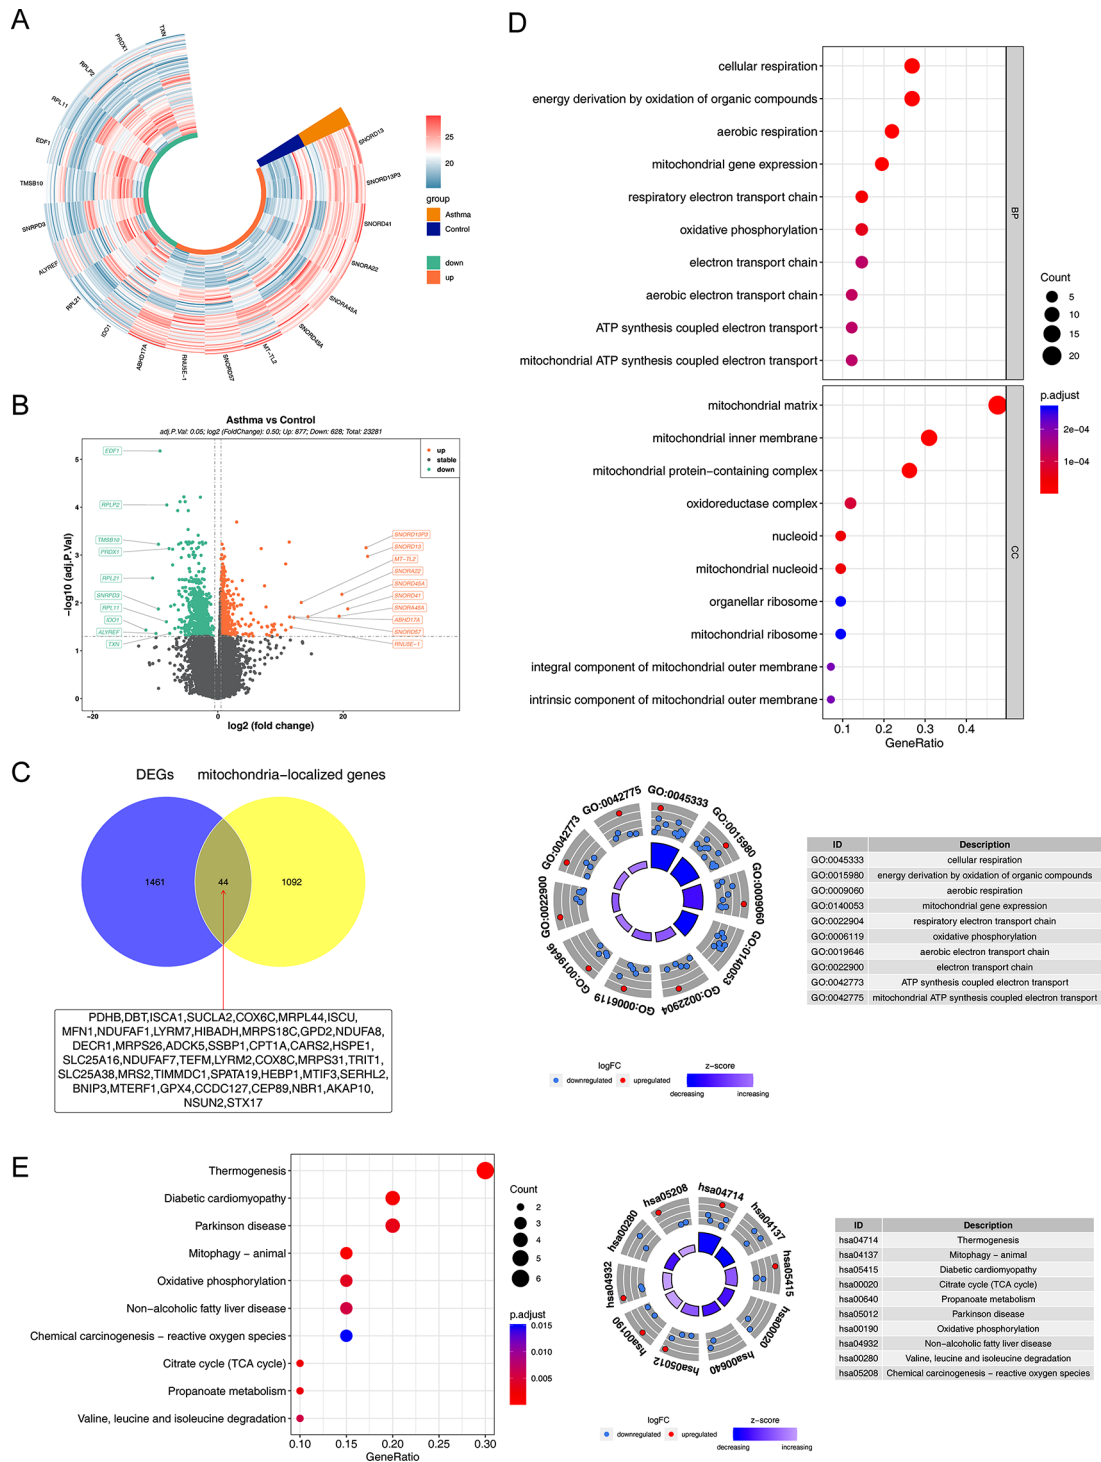 A
TXN
PRDX1
RPLP2
RPL11
EDF1
TMSB10
SNRPD3
ALYREF
RPL21
IDO1
ABHD17A
RNU5E-1
SNORD57
MT-TL2
SNORD45A
SNORA45A
SNORA22
SNORD41
SNORD13P3
SNORD13
25
20
group
Asthma
Control
down
up
B
Asthma vs Control
adj.P.Val: 0.05; log2 (FoldChange): 0.50; Up: 877; Down: 628; Total: 23281
−log10 (adj.P.Val)
5
4
3
2
1
0
−20
0
20
log2 (fold change)
up
stable
down
EDF1
RPLP2
TMSB10
PRDX1
RPL21
SNRPD3
RPL11
IDO1
ALYREF
TXN
SNORD13P3
SNORD13
MT-TL2
SNORA22
SNORD45A
SNORD41
SNORA45A
ABHD17A
SNORD57
RNU5E-1
C
DEGs
mitochondria−localized genes
1461
44
1092
PDHB,DBT,ISCA1,SUCLA2,COX6C,MRPL44,ISCU,
MFN1,NDUFAF1,LYRM7,HIBADH,MRPS18C,GPD2,NDUFA8,
DECR1,MRPS26,ADCK5,SSBP1,CPT1A,CARS2,HSPE1,
SLC25A16,NDUFAF7,TEFM,LYRM2,COX8C,MRPS31,TRIT1,
SLC25A38,MRS2,TIMMDC1,SPATA19,HEBP1,MTIF3,SERHL2,
BNIP3,MTERF1,GPX4,CCDC127,CEP89,NBR1,AKAP10,
NSUN2,STX17
D
cellular respiration
energy derivation by oxidation of organic compounds
aerobic respiration
mitochondrial gene expression
respiratory electron transport chain
oxidative phosphorylation
electron transport chain
aerobic electron transport chain
ATP synthesis coupled electron transport
mitochondrial ATP synthesis coupled electron transport
BP
mitochondrial matrix
mitochondrial inner membrane
mitochondrial protein−containing complex
oxidoreductase complex
nucleoid
mitochondrial nucleoid
organellar ribosome
mitochondrial ribosome
integral component of mitochondrial outer membrane
intrinsic component of mitochondrial outer membrane
CC
0.1
0.2
0.3
0.4
GeneRatio
Count
5
10
15
20
p.adjust
2e−04
1e−04
GO:0045333
GO:0015980
GO:0009060
GO:0140053
GO:0022904
GO:0006119
GO:0019646
GO:0022900
GO:0042773
GO:0042775
logFC
downregulated
upregulated
z−score
decreasing
increasing
ID Description
GO:0045333 cellular respiration
GO:0015980 energy derivation by oxidation of organic compounds
GO:0009060 aerobic respiration
GO:0140053 mitochondrial gene expression
GO:0022904 respiratory electron transport chain
GO:0006119 oxidative phosphorylation
GO:0019646 aerobic electron transport chain
GO:0022900 electron transport chain
GO:0042773 ATP synthesis coupled electron transport
GO:0042775 mitochondrial ATP synthesis coupled electron transport
E
Thermogenesis
Diabetic cardiomyopathy
Parkinson disease
Mitophagy − animal
Oxidative phosphorylation
Non−alcoholic fatty liver disease
Chemical carcinogenesis − reactive oxygen species
Citrate cycle (TCA cycle)
Propanoate metabolism
Valine, leucine and isoleucine degradation
0.10
0.15
0.20
0.25
0.30
GeneRatio
Count
2
3
4
5
6
p.adjust
0.015
0.010
0.005
hsa04714
hsa04137
hsa05415
hsa00020
hsa00640
hsa05012
hsa00190
hsa04932
hsa00280
hsa05208
logFC
downregulated
upregulated
z−score
decreasing
increasing
ID Description
hsa04714 Thermogenesis
hsa04137 Mitophagy − animal
hsa05415 Diabetic cardiomyopathy
hsa00020 Citrate cycle (TCA cycle)
hsa00640 Propanoate metabolism
hsa05012 Parkinson disease
hsa00190 Oxidative phosphorylation
hsa04932 Non−alcoholic fatty liver disease
hsa00280 Valine, leucine and isoleucine degradation
hsa05208 Chemical carcinogenesis − reactive oxygen species